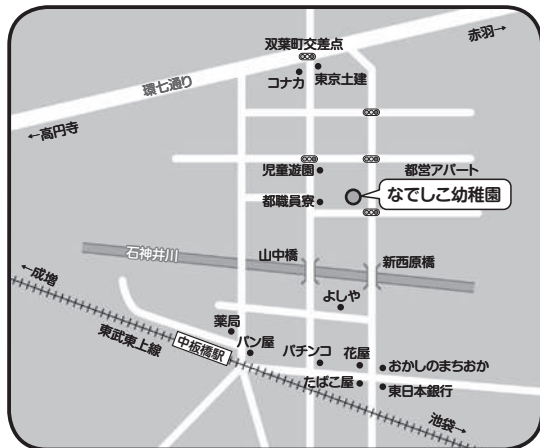 赤羽→
双葉町交差点
コナカ
東京土建
環七通り
←高円寺
児童遊園
都営アパート
なでしこ幼稚園
都職員寮
石神井川
山中橋
新西原橋
←成増
よしや
薬局
東武東上線
中板橋駅
パン屋
パチンコ
花屋
おかしのまちおか
たばこ屋
東日本銀行
池袋→